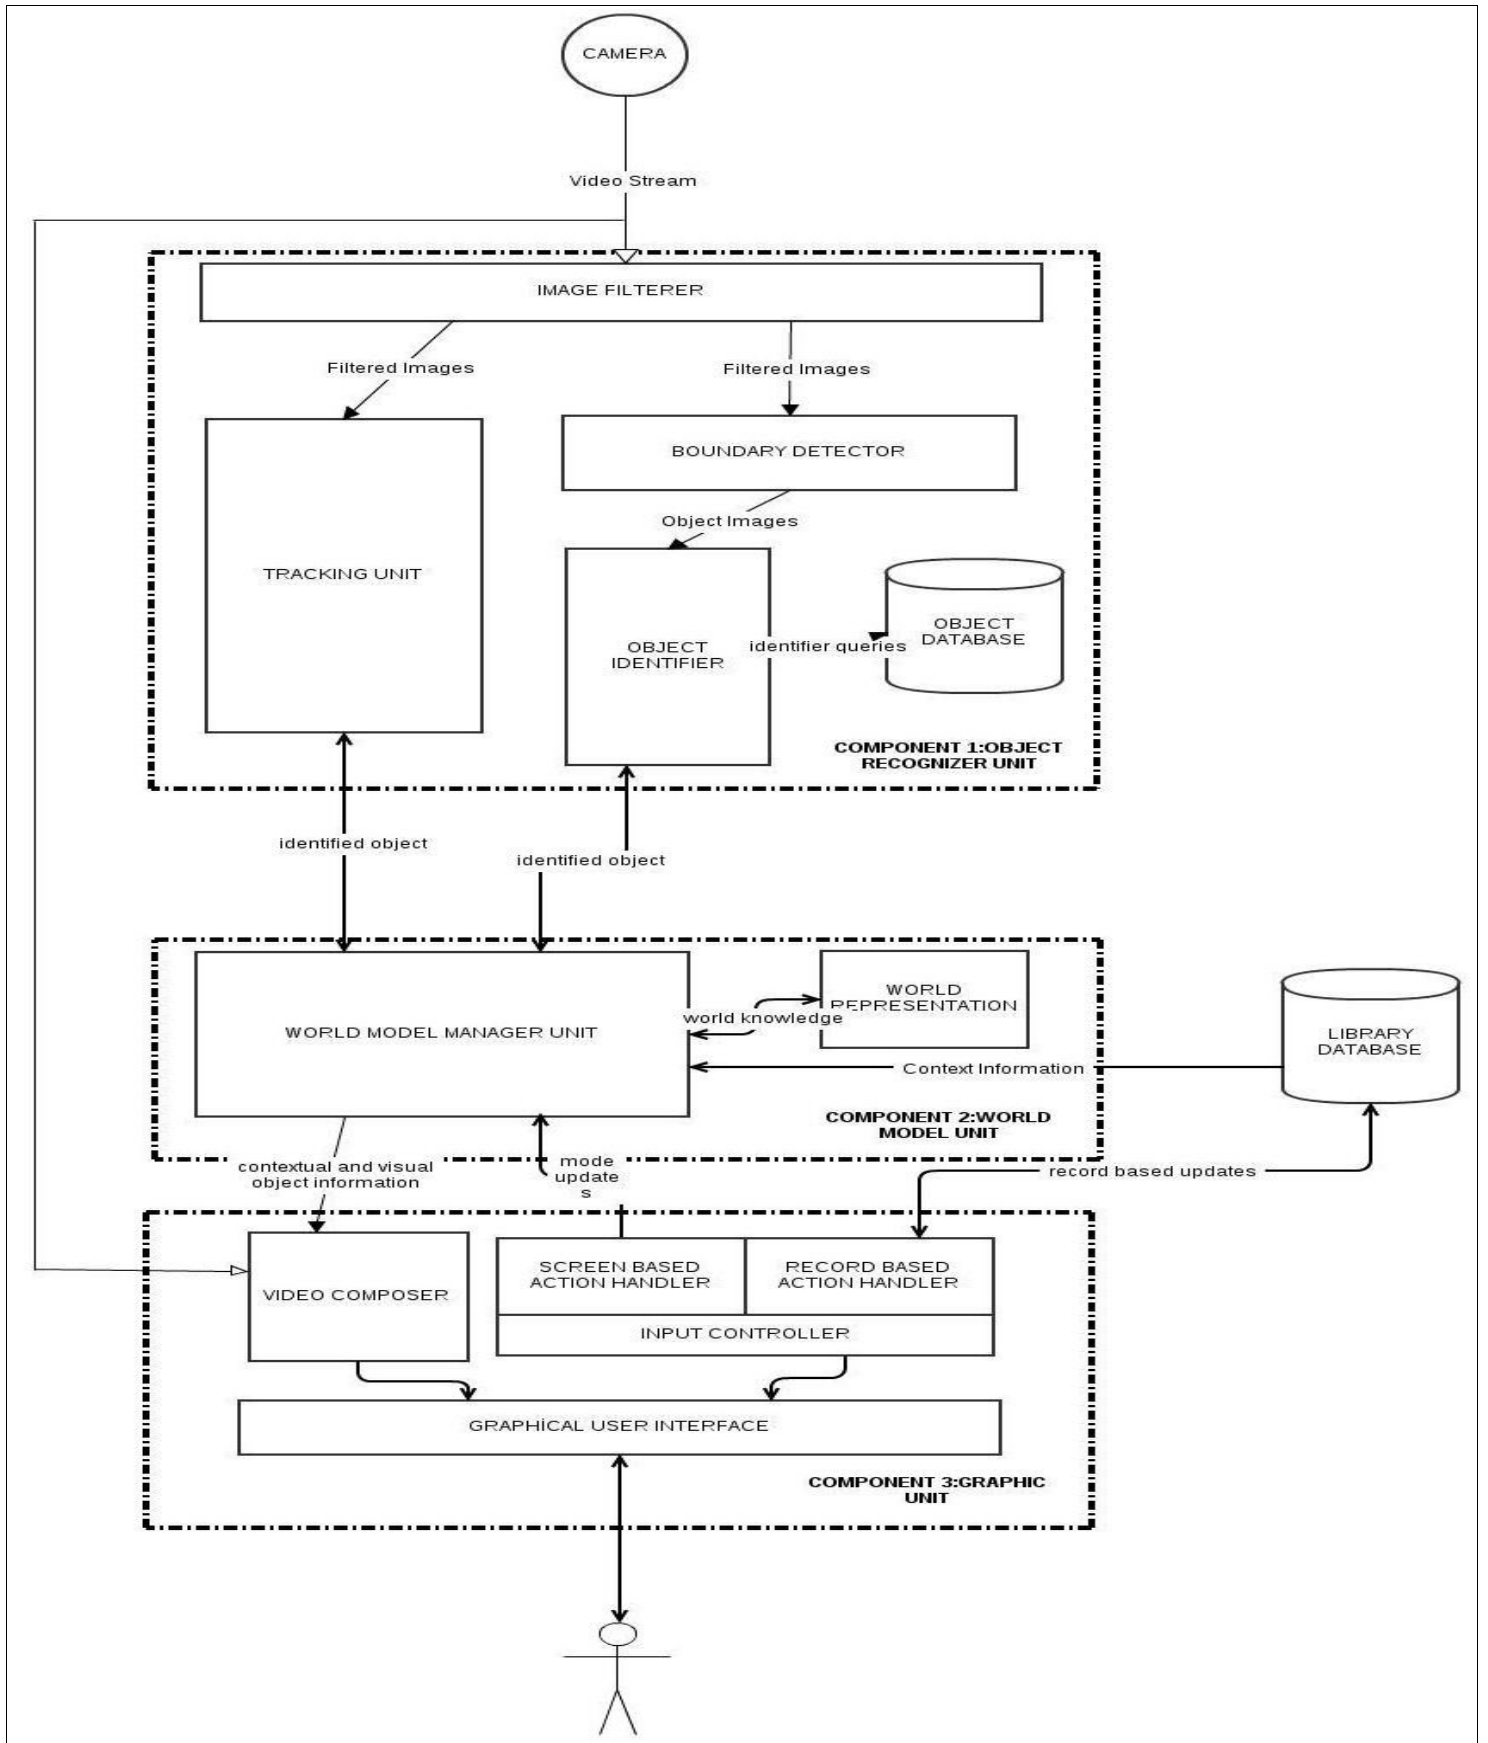 CAMERA
Video Stream
IMAGE FILTERER
Filtered Images
Filtered Images
BOUNDARY DETECTOR
Object Images
TRACKING UNIT
OBJECT
IDENTIFIER
identifier queries
OBJECT
DATABASE
COMPONENT 1:OBJECT
RECOGNIZER UNIT
identified object
identified object
WORLD MODEL MANAGER UNIT
world knowledge
WORLD
REPRESENTATION
Context Information
LIBRARY
DATABASE
COMPONENT 2:WORLD
MODEL UNIT
contextual and visual
object information
mode
update
s
record based updates
VIDEO COMPOSER
SCREEN BASED
ACTION HANDLER
RECORD BASED
ACTION HANDLER
INPUT CONTROLLER
GRAPHİCAL USER INTERFACE
COMPONENT 3:GRAPHIC
UNIT